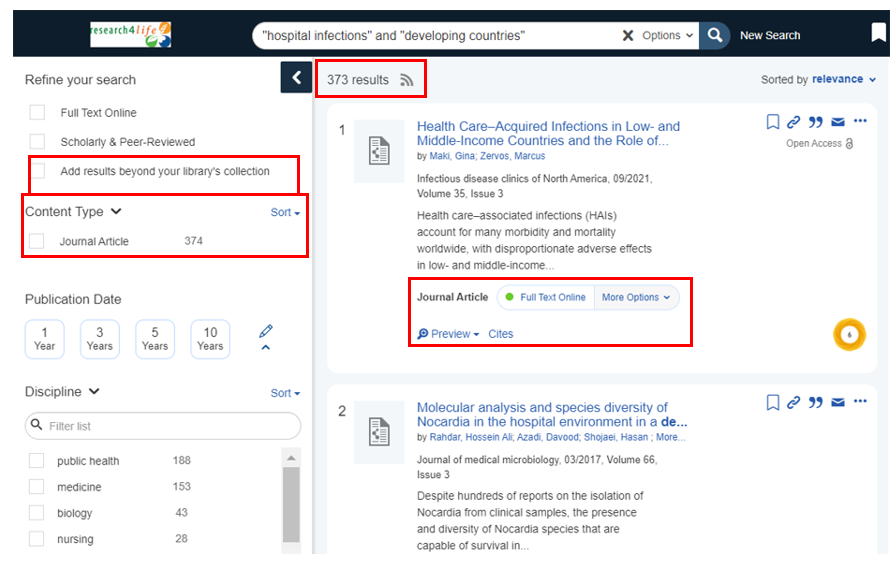 research4life
"hospital infections" and "developing countries"
Options
New Search
Refine your search
Full Text Online
Scholarly & Peer-Reviewed
Add results beyond your library's collection
Content Type
Sort
Journal Article 374
Publication Date
1 Year
3 Years
5 Years
10 Years
Discipline
Sort
Filter list
public health 188
medicine 153
biology 43
nursing 28
373 results
Sorted by relevance
1
Health Care–Acquired Infections in Low- and
Middle-Income Countries and the Role of...
by Maki, Gina; Zervos, Marcus
Infectious disease clinics of North America, 09/2021,
Volume 35, Issue 3
Health care–associated infections (HAIs)
account for many morbidity and mortality
worldwide, with disproportionate adverse effects
in low- and middle-income...
Open Access
Journal Article
Full Text Online
More Options
Preview
Cites
6
2
Molecular analysis and species diversity of
Nocardia in the hospital environment in a de...
by Rahdar, Hossein Ali; Azadi, Davood; Shojaei, Hasan ; More...
Journal of medical microbiology, 03/2017, Volume 66,
Issue 3
Despite hundreds of reports on the isolation of
Nocardia from clinical samples, the presence
and diversity of Nocardia species that are
capable of survival in...